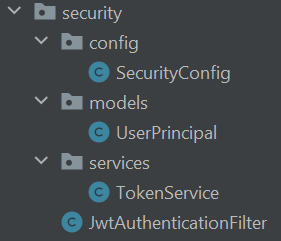 security
config
SecurityConfig
models
UserPrincipal
services
TokenService
JwtAuthenticationFilter